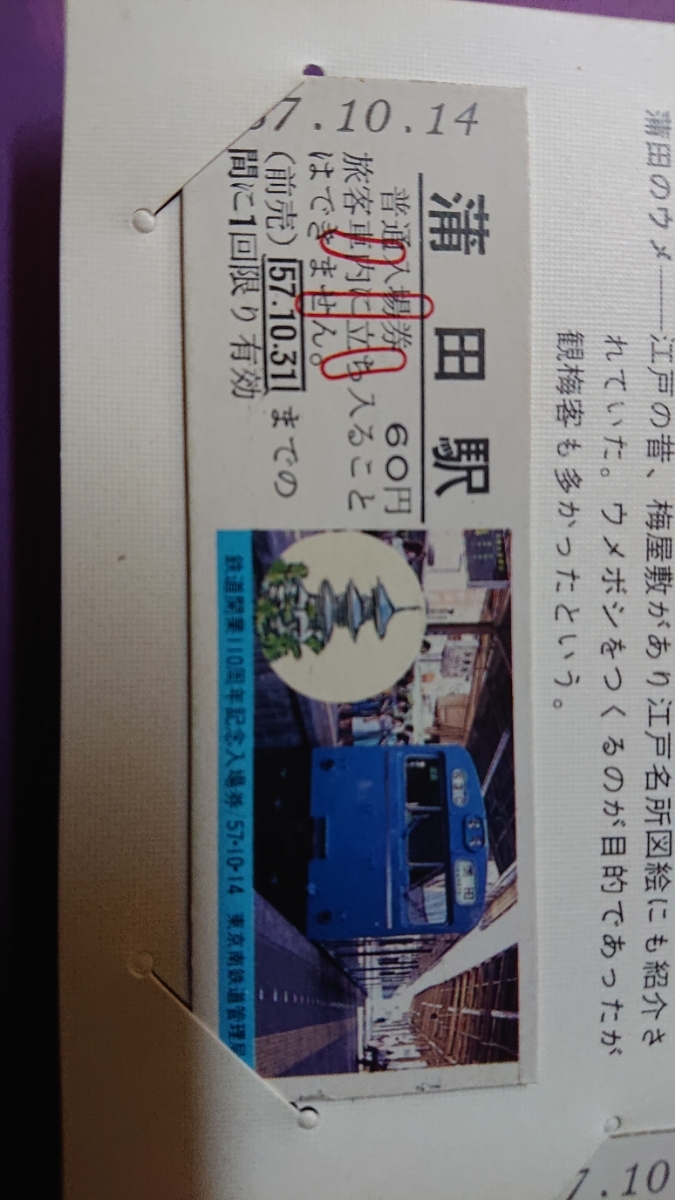 蒲田のウメ――江戸の昔、梅屋敷があり江戸名所図絵にも紹介さ
れていた。ウメボシをつくるのが目的であったが
観梅客も多かったという。
57.10.14
蒲田駅
普通入場券 60円
旅客車内に立ち入ること
はできません。
(前売) 57.10.31 までの
間に1回限り有効
鉄道開業110周年記念入場券/57・10・14 東京南鉄道管理局
蒲田
7.10